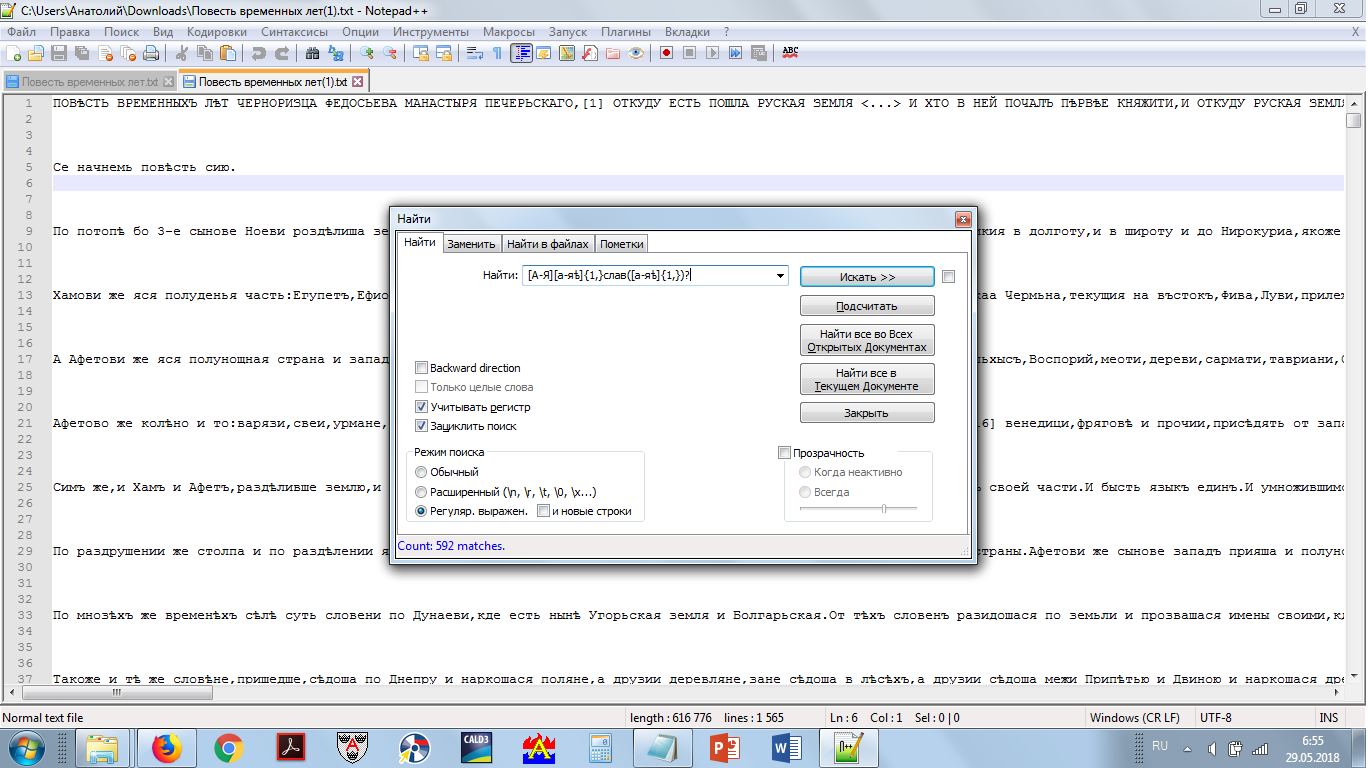 C:\Users\Анатолий\Downloads\Повесть временных лет(1).txt - Notepad++
Файл Правка Поиск Вид Кодировки Синтаксисы Опции Инструменты Макросы Запуск Плагины Вкладки ? X
ABC
Повесть временных лет.txt Повесть временных лет(1).txt
1 ПОВѢСТЬ ВРЕМЕННЫХЪ ЛѢТ ЧЕРНОРИЗЦА ФЕДОСЬЕВА МАНАСТЫРЯ ПЕЧЕРЬСКАГО,[1] ОТКУДУ ЕСТЬ ПОШЛА РУСКАЯ ЗЕМЛЯ <...> И ХТО В НЕЙ ПОЧАЛЪ ПѢРВѢЕ КНЯЖИТИ,И ОТКУДУ РУСКАЯ ЗЕМЛЯ
2
3
4
5 Се начнемь повѣсть сию.
6
7
8
9 По потопѣ бо 3-е сынове Ноеви роздѣлиша зе кия в долготу,и в широту и до Нирокуриа,якоже
10
11
12
13 Хамови же яся полуденья часть:Египетъ,Ефио каа Чермьна,текущия на въстокъ,Фива,Луви,прилеж
14
15
16
17 А Афетови же яся полунощная страна и запад льхысъ,Воспорий,меоти,дереви,сармати,тавриани,С
18
19
20
21 Афетово же колѣно и то:варязи,свеи,урмане, 16] венедици,фряговѣ и прочии,присѣдять от запа
22
23
24
25 Симъ же,и Хамъ и Афетъ,раздѣливше землю,и ъ своей части.И бысть языкъ единъ.И умножившимс
26
27
28
29 По раздрушении же столпа и по раздѣлении я страны.Афетови же сынове западъ прияша и полуно
30
31
32
33 По мнозѣхъ же временѣхъ сѣлѣ суть словени по Дунаеви,кде есть нынѣ Угорьская земля и Болгарьская.От тѣхъ словенъ разидошася по земьли и прозвашася имены своими,кд
34
35
36
37 Такоже и тѣ же словѣне,пришедше,сѣдоша по Днепру и наркошася поляне,а друзии деревляне,зане сѣдоша в лѣсѣхъ,а друзии сѣдоша межи Припѣтью и Двиною и наркошася дре
Найти
Найти Заменить Найти в файлах Пометки
Найти: [А-Я][а-яѣ]{1,}слав([а-яѣ]{1,})?
Искать >>
Подсчитать
Найти все во Всех
Открытых Документах
Найти все в
Текущем Документе
Закрыть
Backward direction
Только целые слова
Учитывать регистр
Зациклить поиск
Режим поиска
Обычный
Расширенный (\n, \r, \t, \0, \x...)
Регуляр. выражен. и новые строки
Прозрачность
Когда неактивно
Всегда
Count: 592 matches.
Normal text file length : 616 776 lines : 1 565 Ln : 6 Col : 1 Sel : 0 | 0 Windows (CR LF) UTF-8 INS
CALD3
RU
6:55
29.05.2018